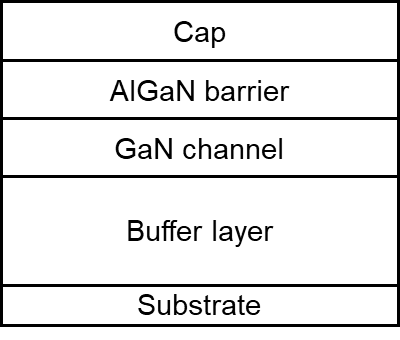 Cap
AlGaN barrier
GaN channel
Buffer layer
Substrate